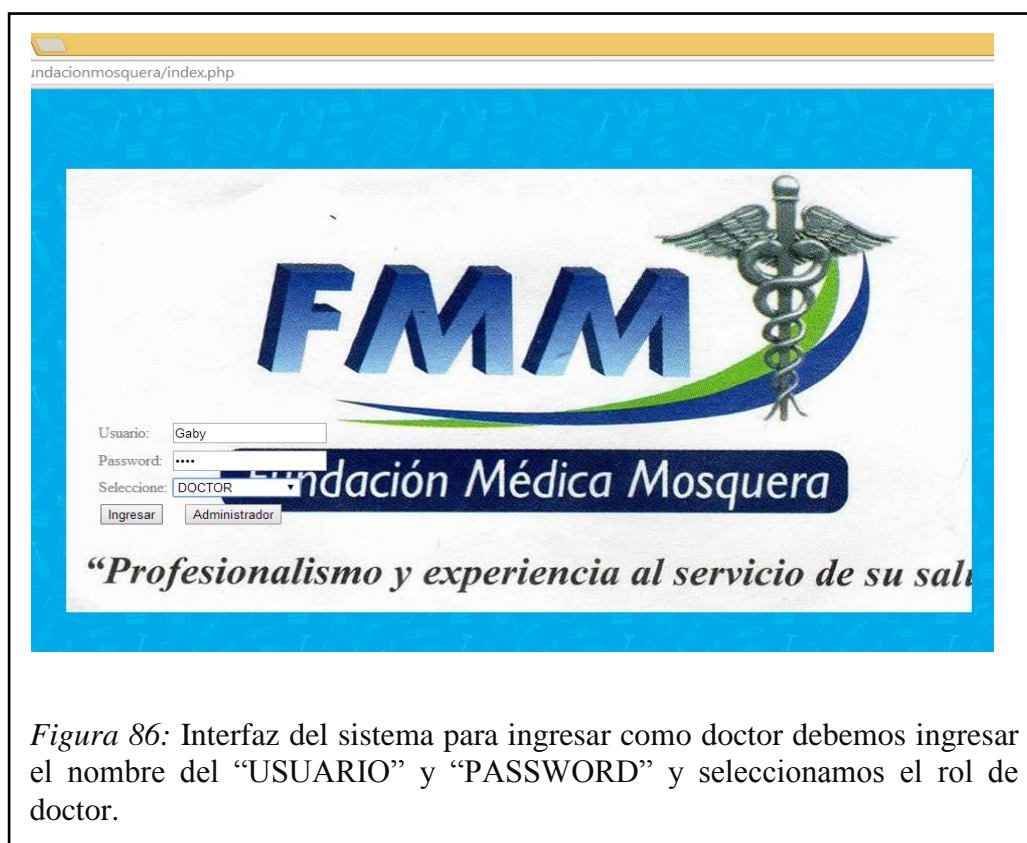 undacionmosquera/index.php
FMM
Usuario: Gaby
Password: ••••
Seleccione: DOCTOR
Ingresar Administrador
ndación Médica Mosquera
“Profesionalismo y experiencia al servicio de su
Figura 86: Interfaz del sistema para ingresar como doctor debemos ingresar
el nombre del “USUARIO” y “PASSWORD” y seleccionamos el rol de
doctor.